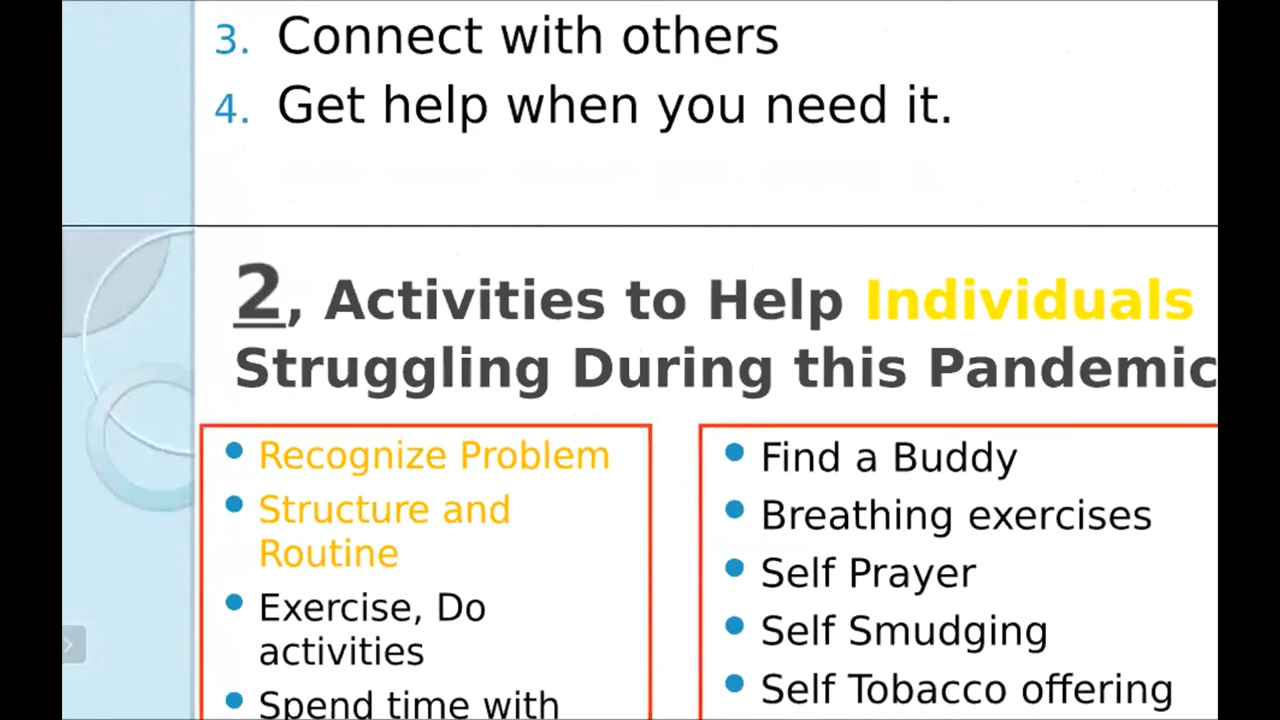 3. Connect with others
4. Get help when you need it.
2, Activities to Help Individuals
Struggling During this Pandemic
• Recognize Problem
• Structure and
Routine
• Exercise, Do
activities
• Spend time with
• Find a Buddy
• Breathing exercises
• Self Prayer
• Self Smudging
• Self Tobacco offering